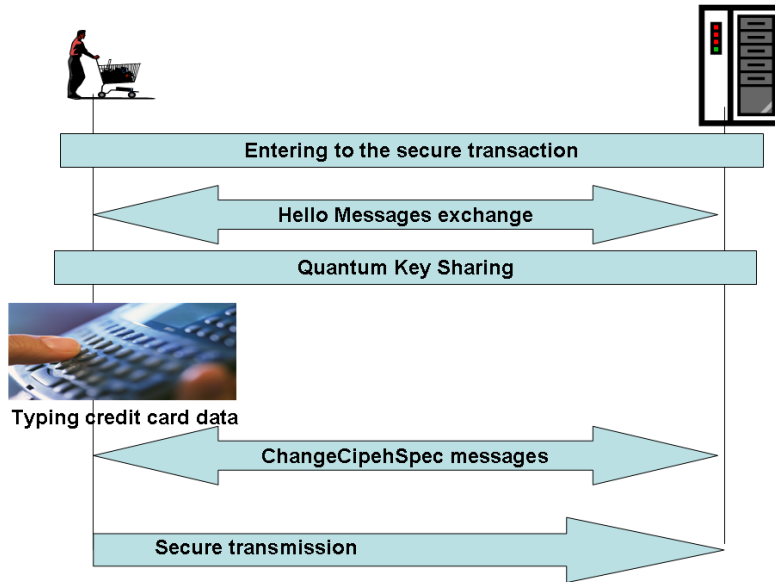 Entering to the secure transaction
Hello Messages exchange
Quantum Key Sharing
Typing credit card data
ChangeCipehSpec messages
Secure transmission